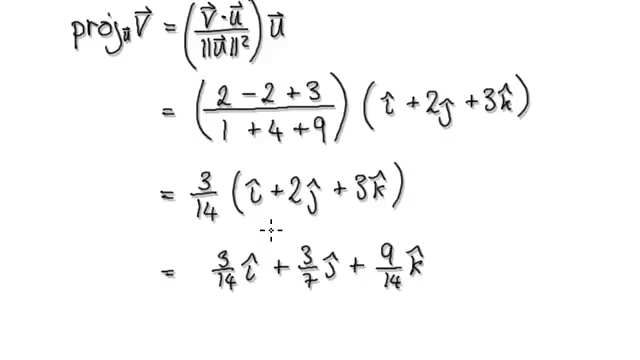 proj_u⃗ V⃗ = (V⃗ · u⃗ / ||u⃗||²) u⃗
= (2 - 2 + 3 / 1 + 4 + 9) (î + 2ĵ + 3k̂)
= 3/14 (î + 2ĵ + 3k̂)
= 3/14 î + 3/7 ĵ + 9/14 k̂